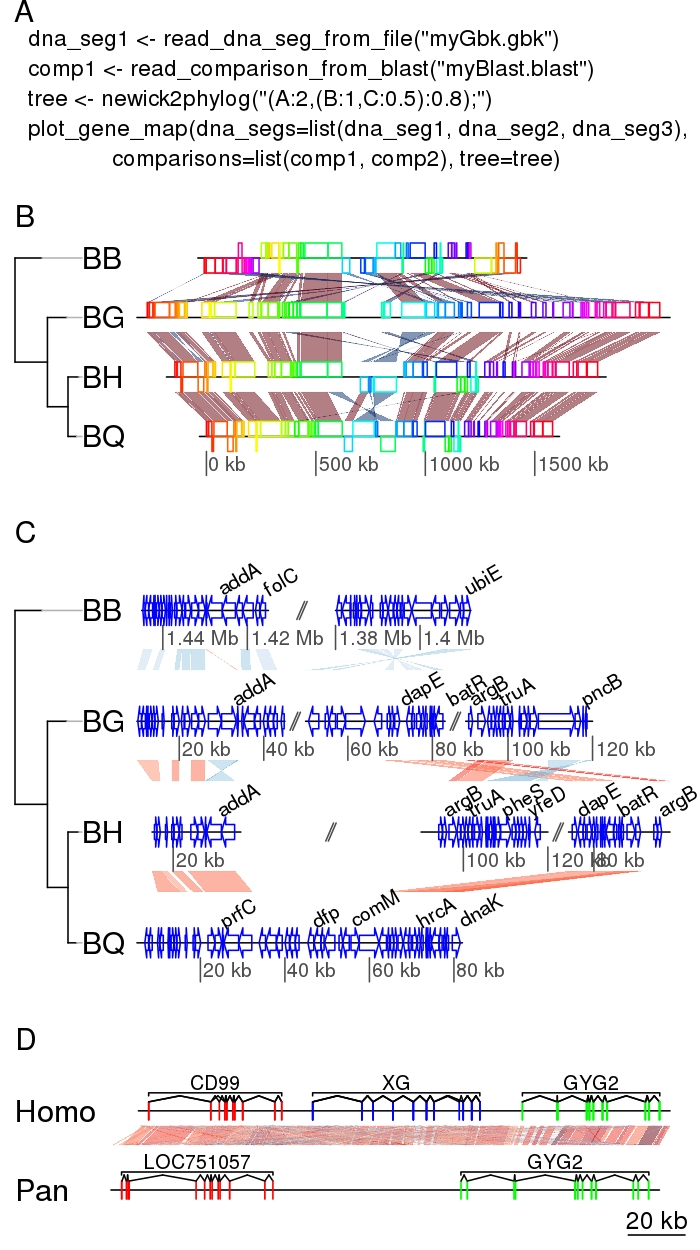 A
dna_seg1 <- read_dna_seg_from_file("myGbk.gbk")
comp1 <- read_comparison_from_blast("myBlast.blast")
tree <- newick2phylog("(A:2,(B:1,C:0.5):0.8);")
plot_gene_map(dna_segs=list(dna_seg1, dna_seg2, dna_seg3),
comparisons=list(comp1, comp2), tree=tree)
B
BB
BG
BH
BQ
0 kb 500 kb 1000 kb 1500 kb
C
addA folC ubiE
BB //
1.44 Mb 1.42 Mb 1.38 Mb 1.4 Mb
addA dapE batR argB truA pncB
BG // //
20 kb 40 kb 60 kb 80 kb 100 kb 120 kb
addA argB truA pheS yfeD dapE batR argB
BH // //
20 kb 100 kb 120 kb 80 kb
prfC dfp comM hrcA dnaK
BQ
20 kb 40 kb 60 kb 80 kb
D
CD99 XG GYG2
Homo
LOC751057 GYG2
Pan
20 kb